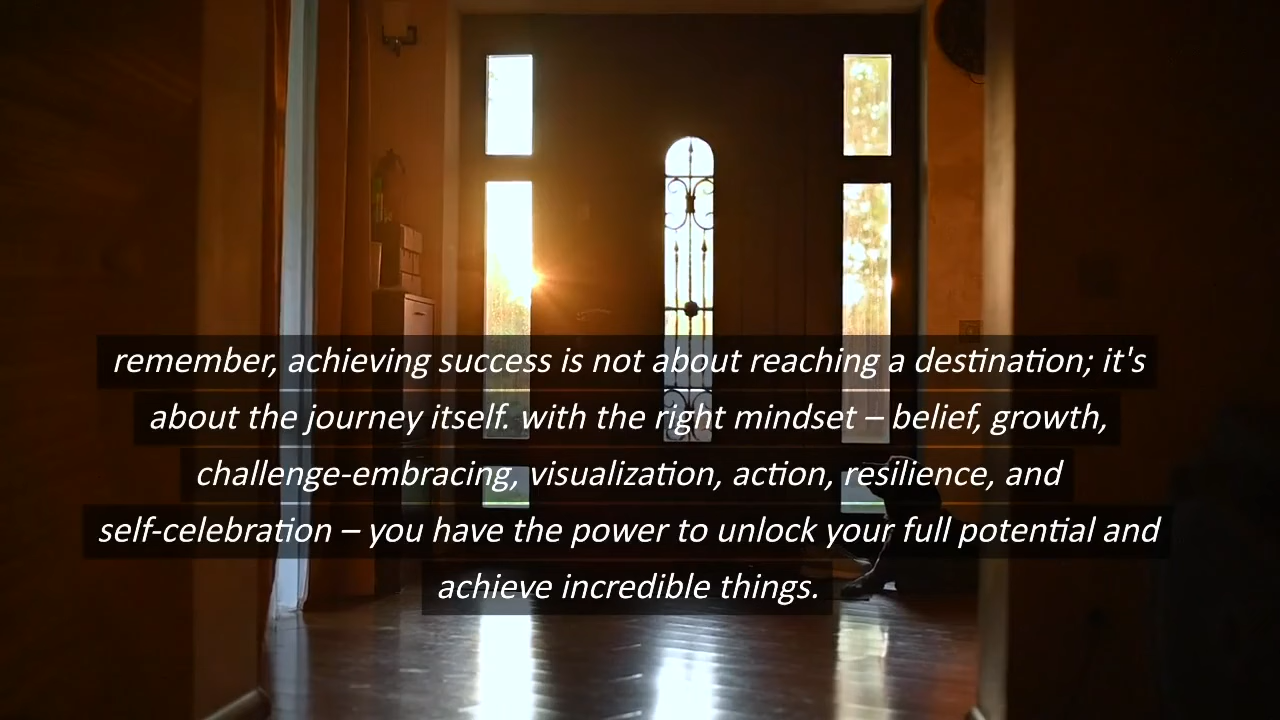 remember, achieving success is not about reaching a destination; it's
about the journey itself. with the right mindset – belief, growth,
challenge-embracing, visualization, action, resilience, and
self-celebration – you have the power to unlock your full potential and
achieve incredible things.